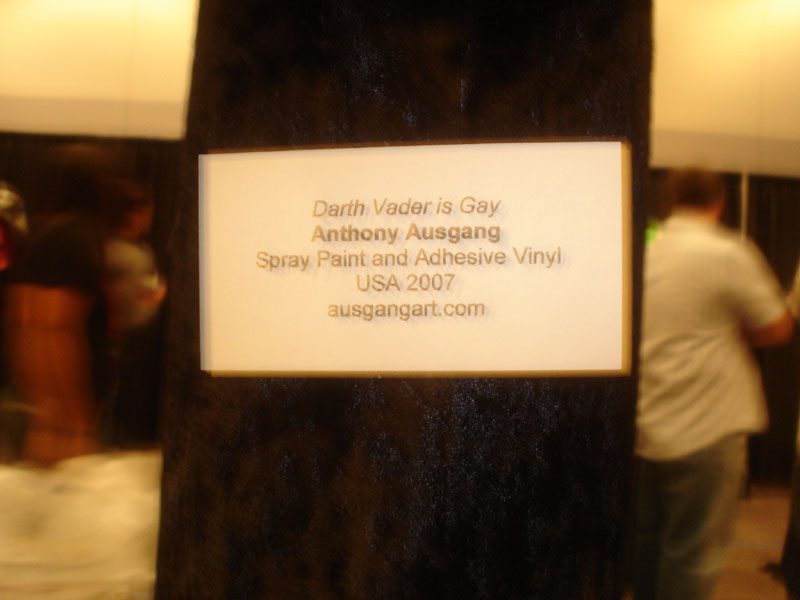 Darth Vader is Gay
Anthony Ausgang
Spray Paint and Adhesive Vinyl
USA 2007
ausgangart.com